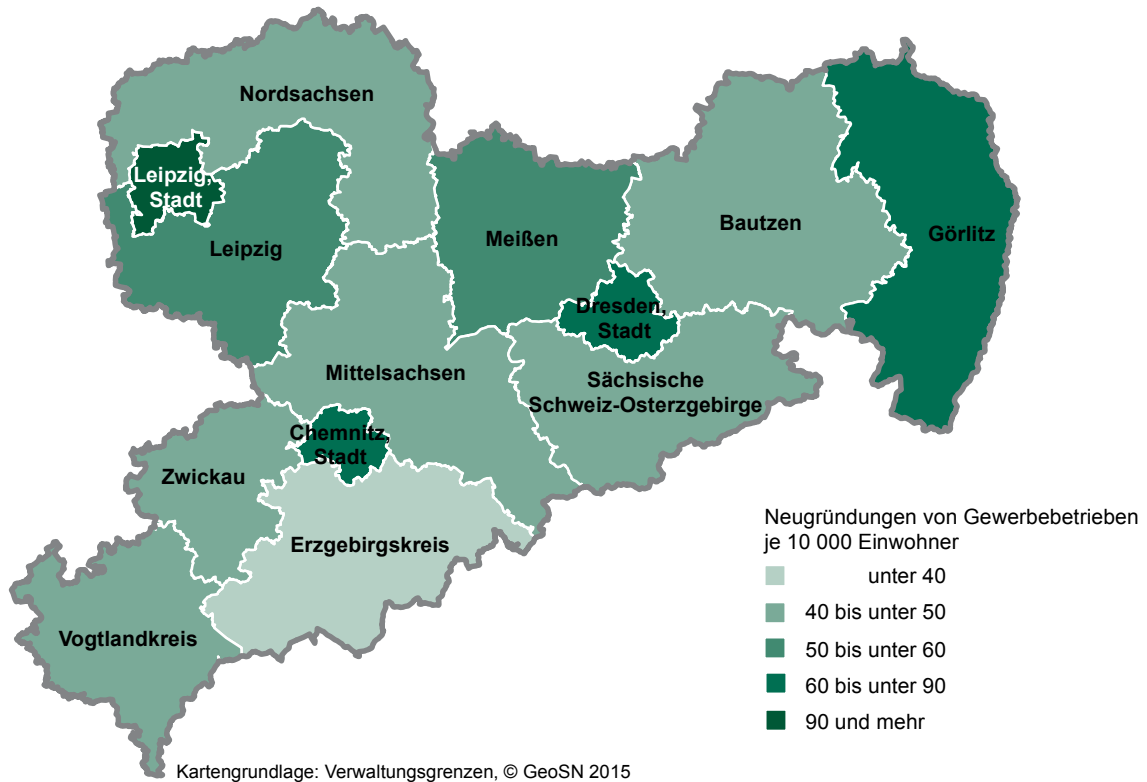 Nordsachsen
Leipzig,
Stadt
Leipzig
Meißen
Bautzen
Görlitz
Dresden,
Stadt
Mittelsachsen
Sächsische
Schweiz-Osterzgebirge
Chemnitz,
Stadt
Zwickau
Erzgebirgskreis
Vogtlandkreis
Neugründungen von Gewerbebetrieben
je 10 000 Einwohner
unter 40
40 bis unter 50
50 bis unter 60
60 bis unter 90
90 und mehr
Kartengrundlage: Verwaltungsgrenzen, © GeoSN 2015